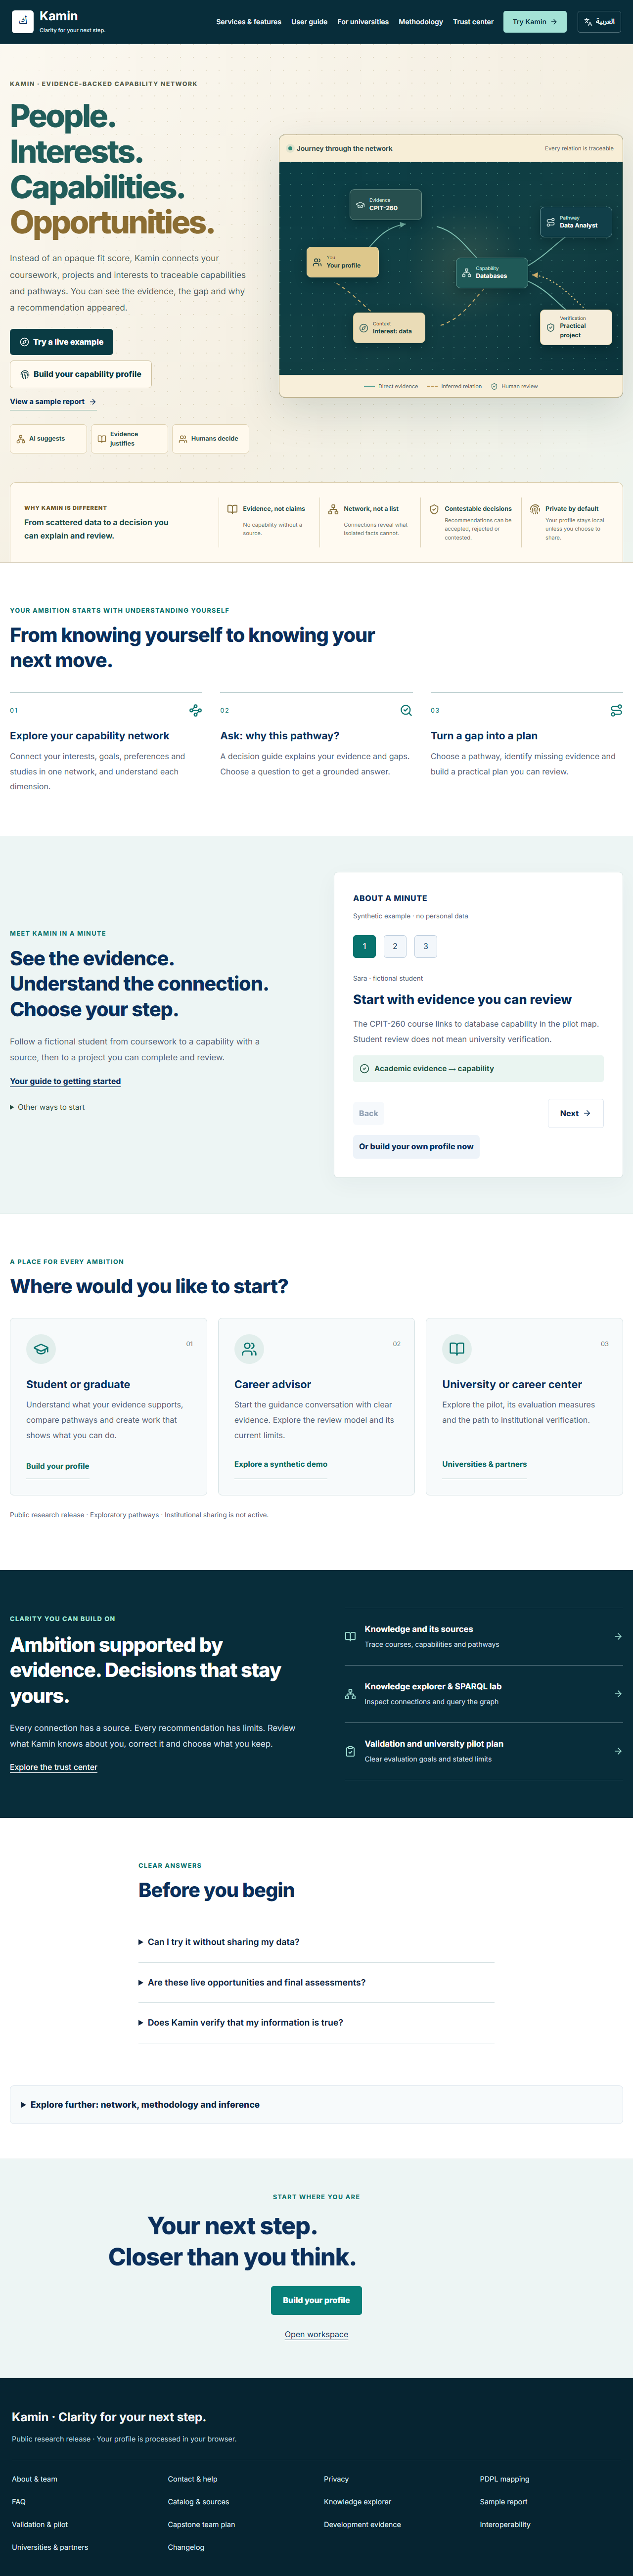 كـ
Kamin
Clarity for your next step.
Services & features
User guide
For universities
Methodology
Trust center
Try Kamin →
العربية
KAMIN · EVIDENCE-BACKED CAPABILITY NETWORK
People.
Interests.
Capabilities.
Opportunities.
Instead of an opaque fit score, Kamin connects your
coursework, projects and interests to traceable capabilities
and pathways. You can see the evidence, the gap and why
a recommendation appeared.
Try a live example
Build your capability profile
View a sample report →
AI suggests
Evidence
justifies
Humans decide
Journey through the network
Every relation is traceable
Evidence
CPIT-260
Pathway
Data Analyst
You
Your profile
Capability
Databases
Context
Interest: data
Verification
Practical
project
Direct evidence
Inferred relation
Human review
WHY KAMIN IS DIFFERENT
From scattered data to a decision you
can explain and review.
Evidence, not claims
No capability without a
source.
Network, not a list
Connections reveal what
isolated facts cannot.
Contestable decisions
Recommendations can be
accepted, rejected or
contested.
Private by default
Your profile stays local
unless you choose to
share.
YOUR AMBITION STARTS WITH UNDERSTANDING YOURSELF
From knowing yourself to knowing your
next move.
01
Explore your capability network
Connect your interests, goals, preferences and
studies in one network, and understand each
dimension.
02
Ask: why this pathway?
A decision guide explains your evidence and gaps.
Choose a question to get a grounded answer.
03
Turn a gap into a plan
Choose a pathway, identify missing evidence and
build a practical plan you can review.
MEET KAMIN IN A MINUTE
See the evidence.
Understand the connection.
Choose your step.
Follow a fictional student from coursework to a capability with a
source, then to a project you can complete and review.
Your guide to getting started
▶ Other ways to start
ABOUT A MINUTE
Synthetic example · no personal data
1
2
3
Sara · fictional student
Start with evidence you can review
The CPIT-260 course links to database capability in the pilot map.
Student review does not mean university verification.
Academic evidence → capability
Back
Next →
Or build your own profile now
A PLACE FOR EVERY AMBITION
Where would you like to start?
01
Student or graduate
Understand what your evidence supports,
compare pathways and create work that
shows what you can do.
Build your profile
02
Career advisor
Start the guidance conversation with clear
evidence. Explore the review model and its
current limits.
Explore a synthetic demo
03
University or career center
Explore the pilot, its evaluation measures
and the path to institutional verification.
Universities & partners
Public research release · Exploratory pathways · Institutional sharing is not active.
CLARITY YOU CAN BUILD ON
Ambition supported by
evidence. Decisions that stay
yours.
Every connection has a source. Every recommendation has limits. Review
what Kamin knows about you, correct it and choose what you keep.
Explore the trust center
Knowledge and its sources
Trace courses, capabilities and pathways
Knowledge explorer & SPARQL lab
Inspect connections and query the graph
Validation and university pilot plan
Clear evaluation goals and stated limits
CLEAR ANSWERS
Before you begin
▶ Can I try it without sharing my data?
▶ Are these live opportunities and final assessments?
▶ Does Kamin verify that my information is true?
▶ Explore further: network, methodology and inference
START WHERE YOU ARE
Your next step.
Closer than you think.
Build your profile
Open workspace
Kamin · Clarity for your next step.
Public research release · Your profile is processed in your browser.
About & team
Contact & help
Privacy
PDPL mapping
FAQ
Catalog & sources
Knowledge explorer
Sample report
Validation & pilot
Capstone team plan
Development evidence
Interoperability
Universities & partners
Changelog